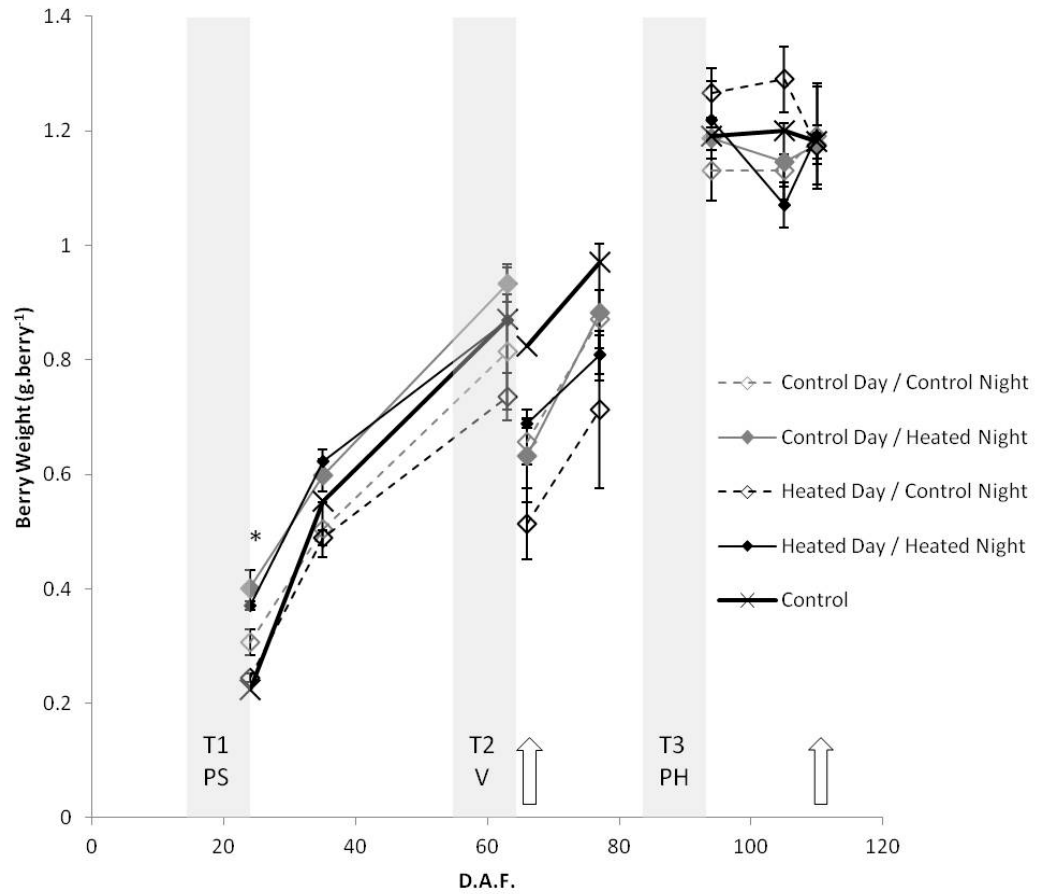 1.4
1.2
1
0.8
0.6
0.4
0.2
0
Berry Weight (g.berry-1)
*
T1
PS
T2
V
T3
PH
0 20 40 60 80 100 120
D.A.F.
Control Day / Control Night
Control Day / Heated Night
Heated Day / Control Night
Heated Day / Heated Night
Control